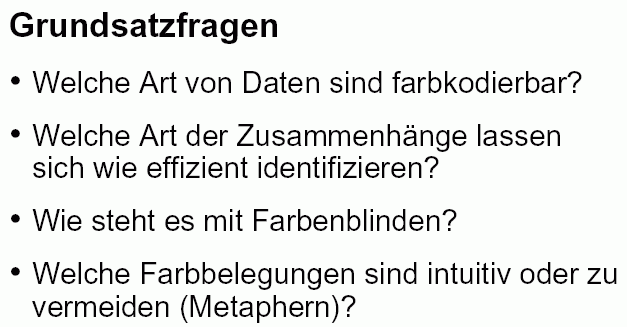 Grundsatzfragen
• Welche Art von Daten sind farbkodierbar?
• Welche Art der Zusammenhänge lassen
sich wie effizient identifizieren?
• Wie steht es mit Farbenblinden?
• Welche Farbbelegungen sind intuitiv oder zu
vermeiden (Metaphern)?